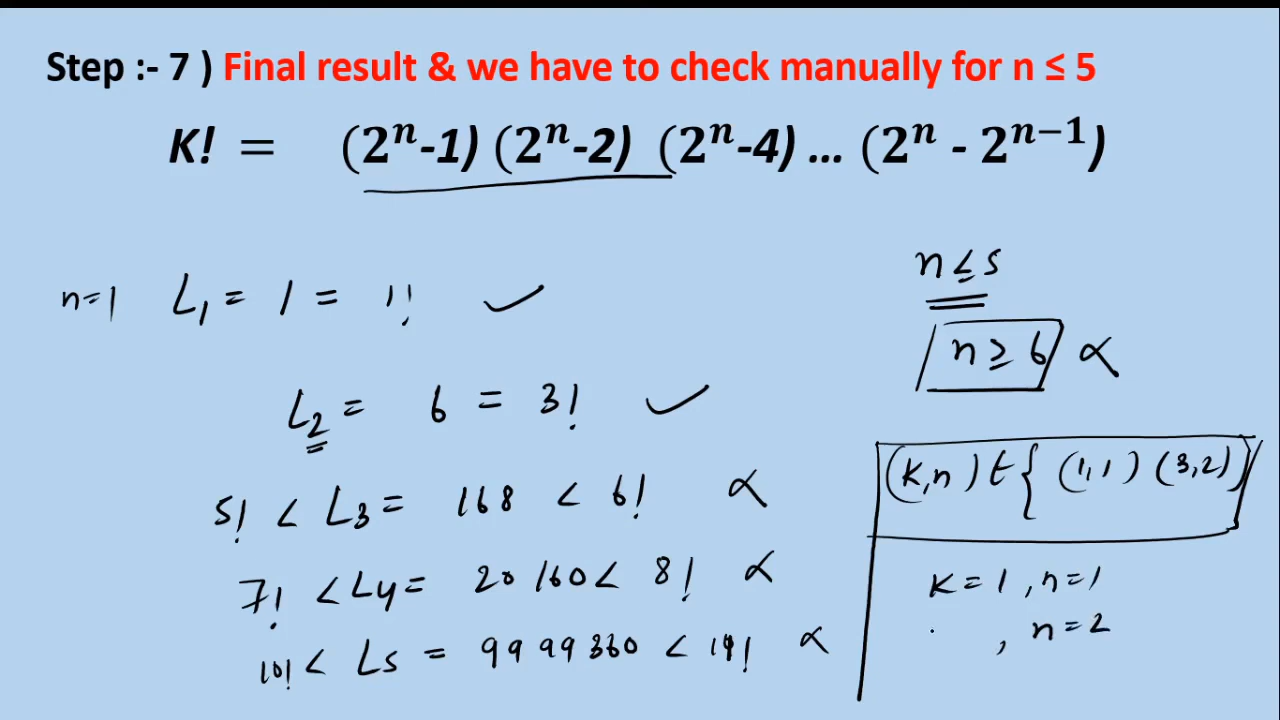 Step :- 7 ) Final result & we have to check manually for n ≤ 5
K! = (2ⁿ-1) (2ⁿ-2) (2ⁿ-4) ... (2ⁿ - 2ⁿ⁻¹)
n ≤ 5
n=1 L₁ = 1 = 1! ✓
n ≥ 6 ∝
L₂ = 6 = 3! ✓
(K,n) ∈ { (1,1) (3,2) }
5! < L₃ = 168 < 6! ∝
7! < L₄ = 20160 < 8! ∝
K = 1 , n=1
, n=2
10! < L₅ = 9999360 < 11! ∝